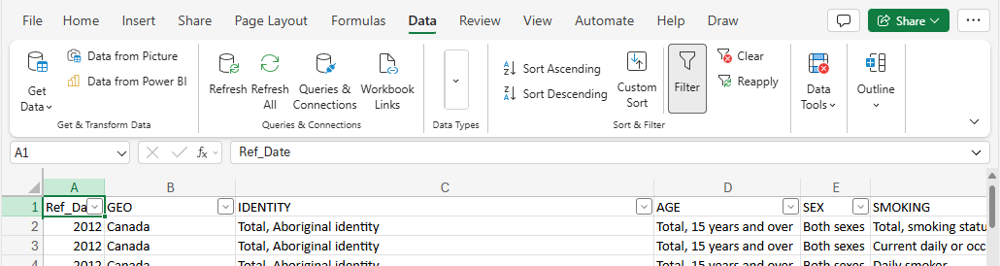 File Home Insert Share Page Layout Formulas Data Review View Automate Help Draw Share
Get Data
Data from Picture
Data from Power BI
Get & Transform Data
Refresh
Refresh All
Queries & Connections
Workbook Links
Queries & Connections
Data Types
Sort Ascending
Sort Descending
Custom Sort
Filter
Clear
Reapply
Sort & Filter
Data Tools
Outline
A1 fx Ref_Date
A B C D E
1 Ref_Da GEO IDENTITY AGE SEX SMOKING
2 2012 Canada Total, Aboriginal identity Total, 15 years and over Both sexes Total, smoking statu
3 2012 Canada Total, Aboriginal identity Total, 15 years and over Both sexes Current daily or occ
2012 Canada Total, Aboriginal identity Total, 15 years and over Both sexes Daily smoker